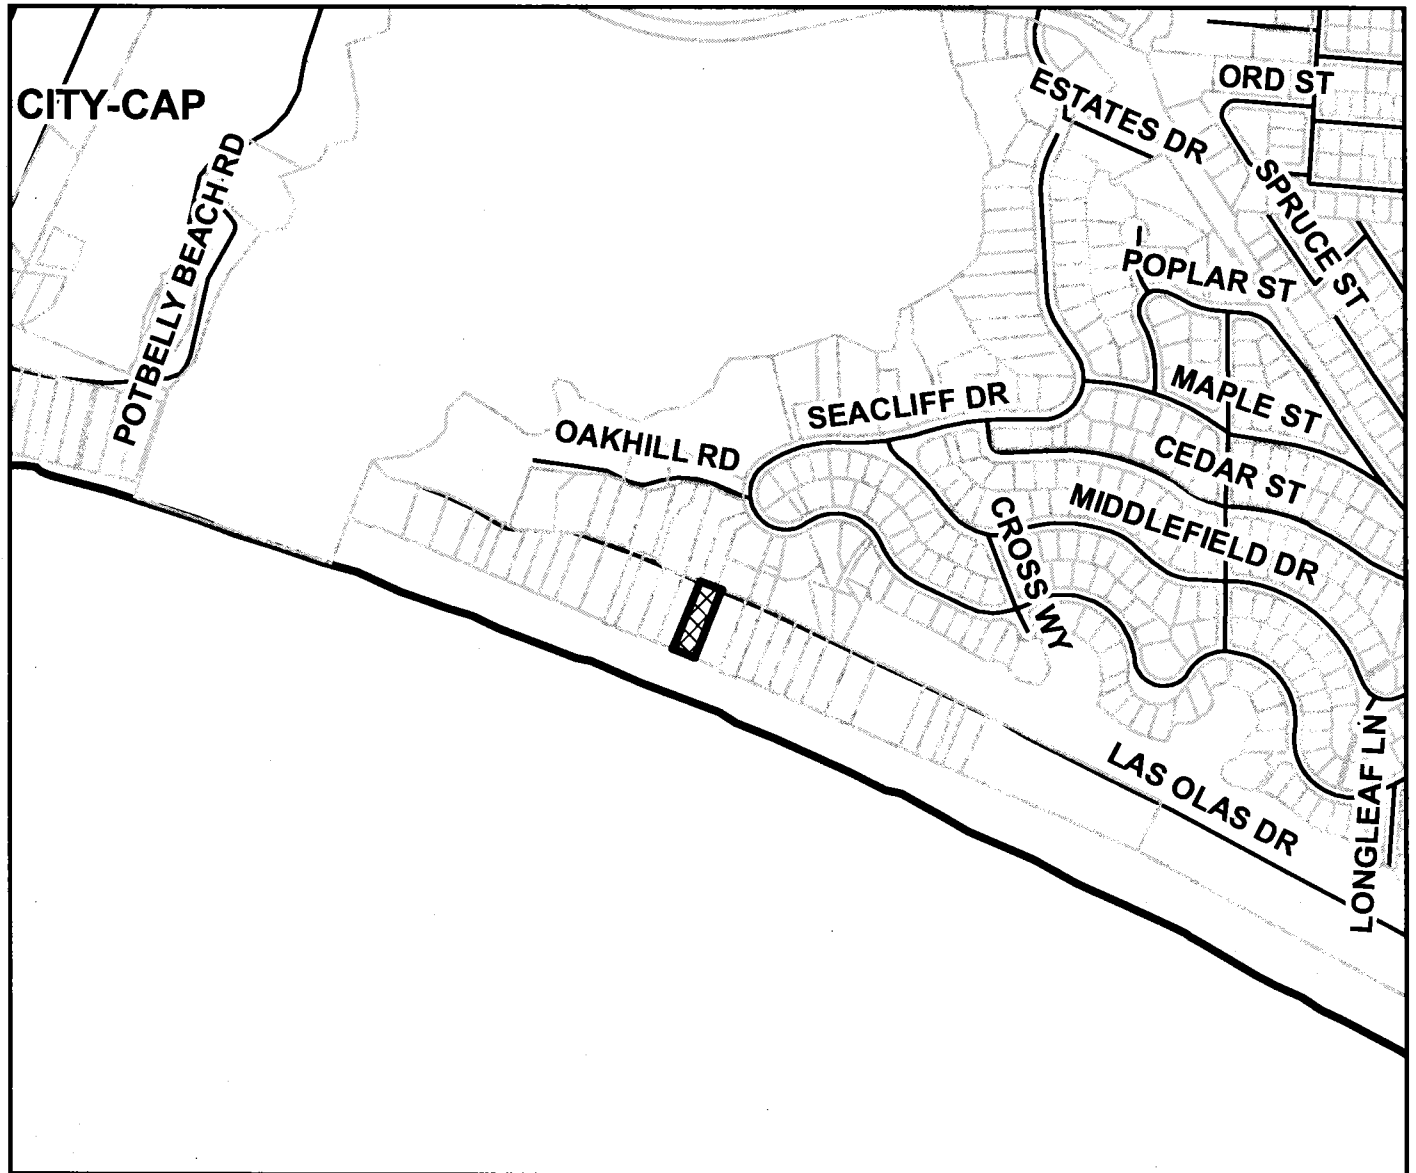 CITY-CAP
POTBELLY BEACH RD
ESTATES DR
ORD ST
SPRUCE ST
POPLAR ST
MAPLE ST
SEACLIFF DR
OAKHILL RD
CEDAR ST
MIDDLEFIELD DR
CROSS WY
LAS OLAS DR
LONGLEAF LN